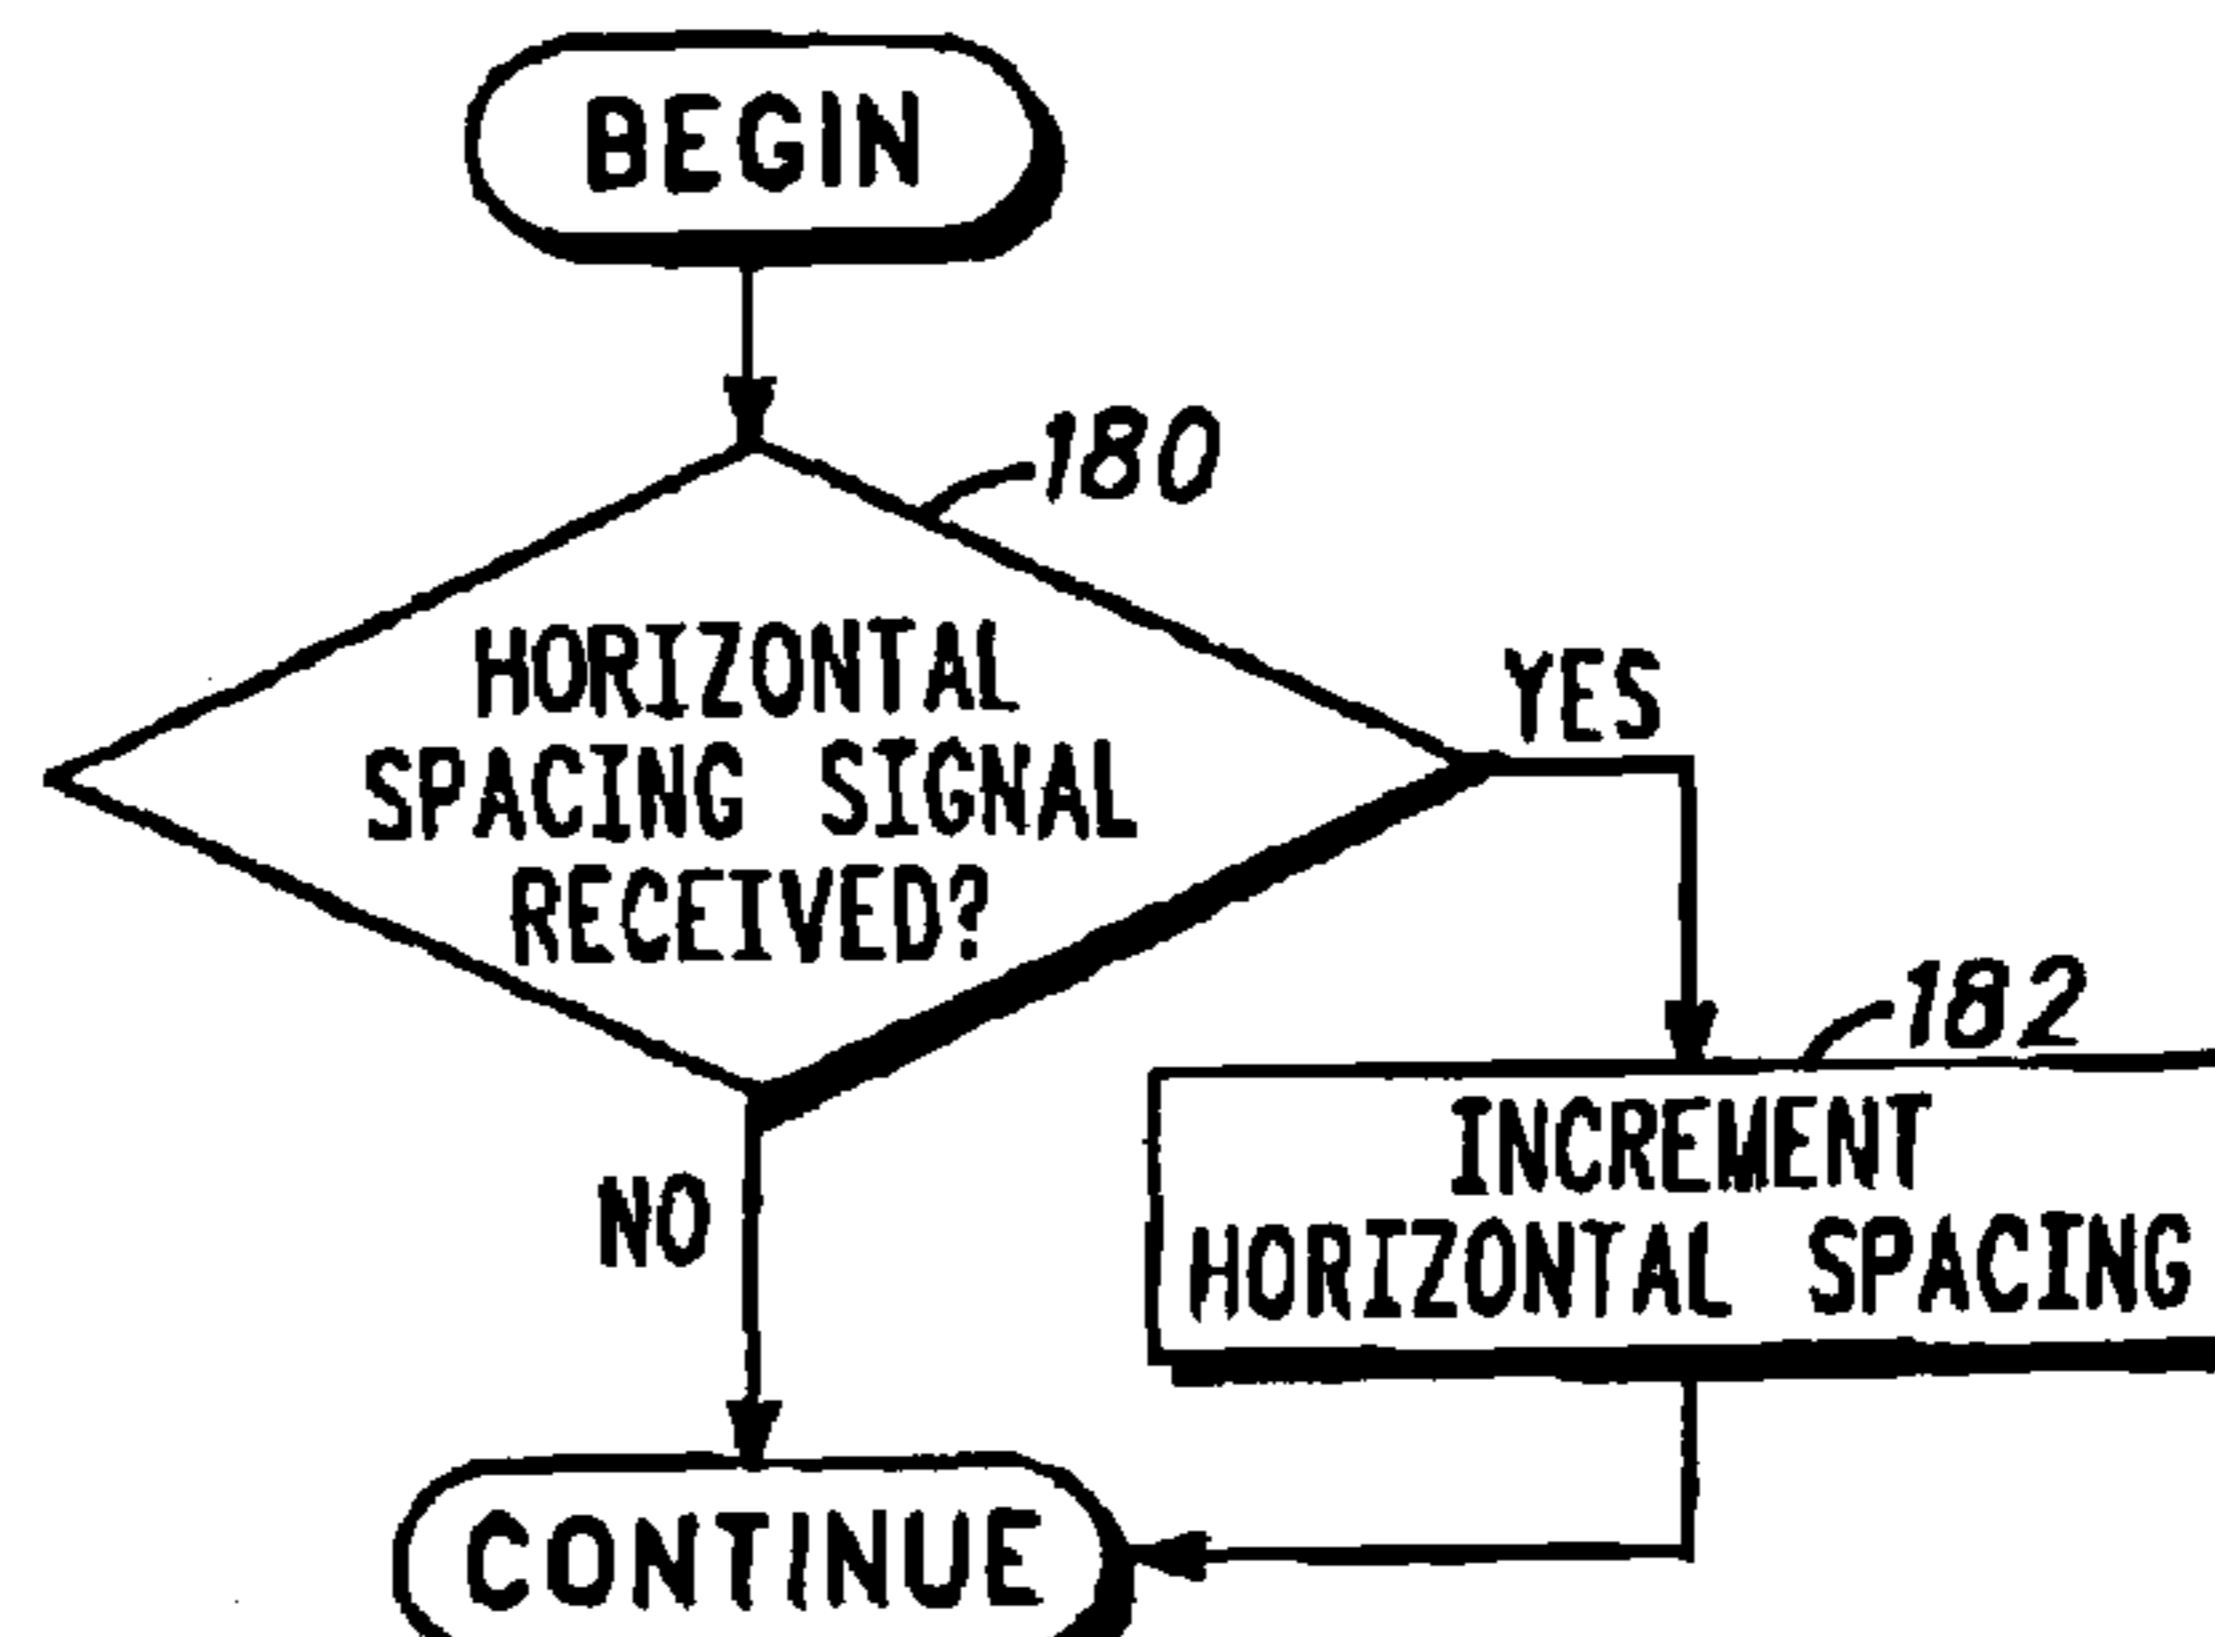 BEGIN
180
HORIZONTAL
SPACING SIGNAL
RECEIVED?
YES
182
INCREMENT
HORIZONTAL SPACING
NO
CONTINUE